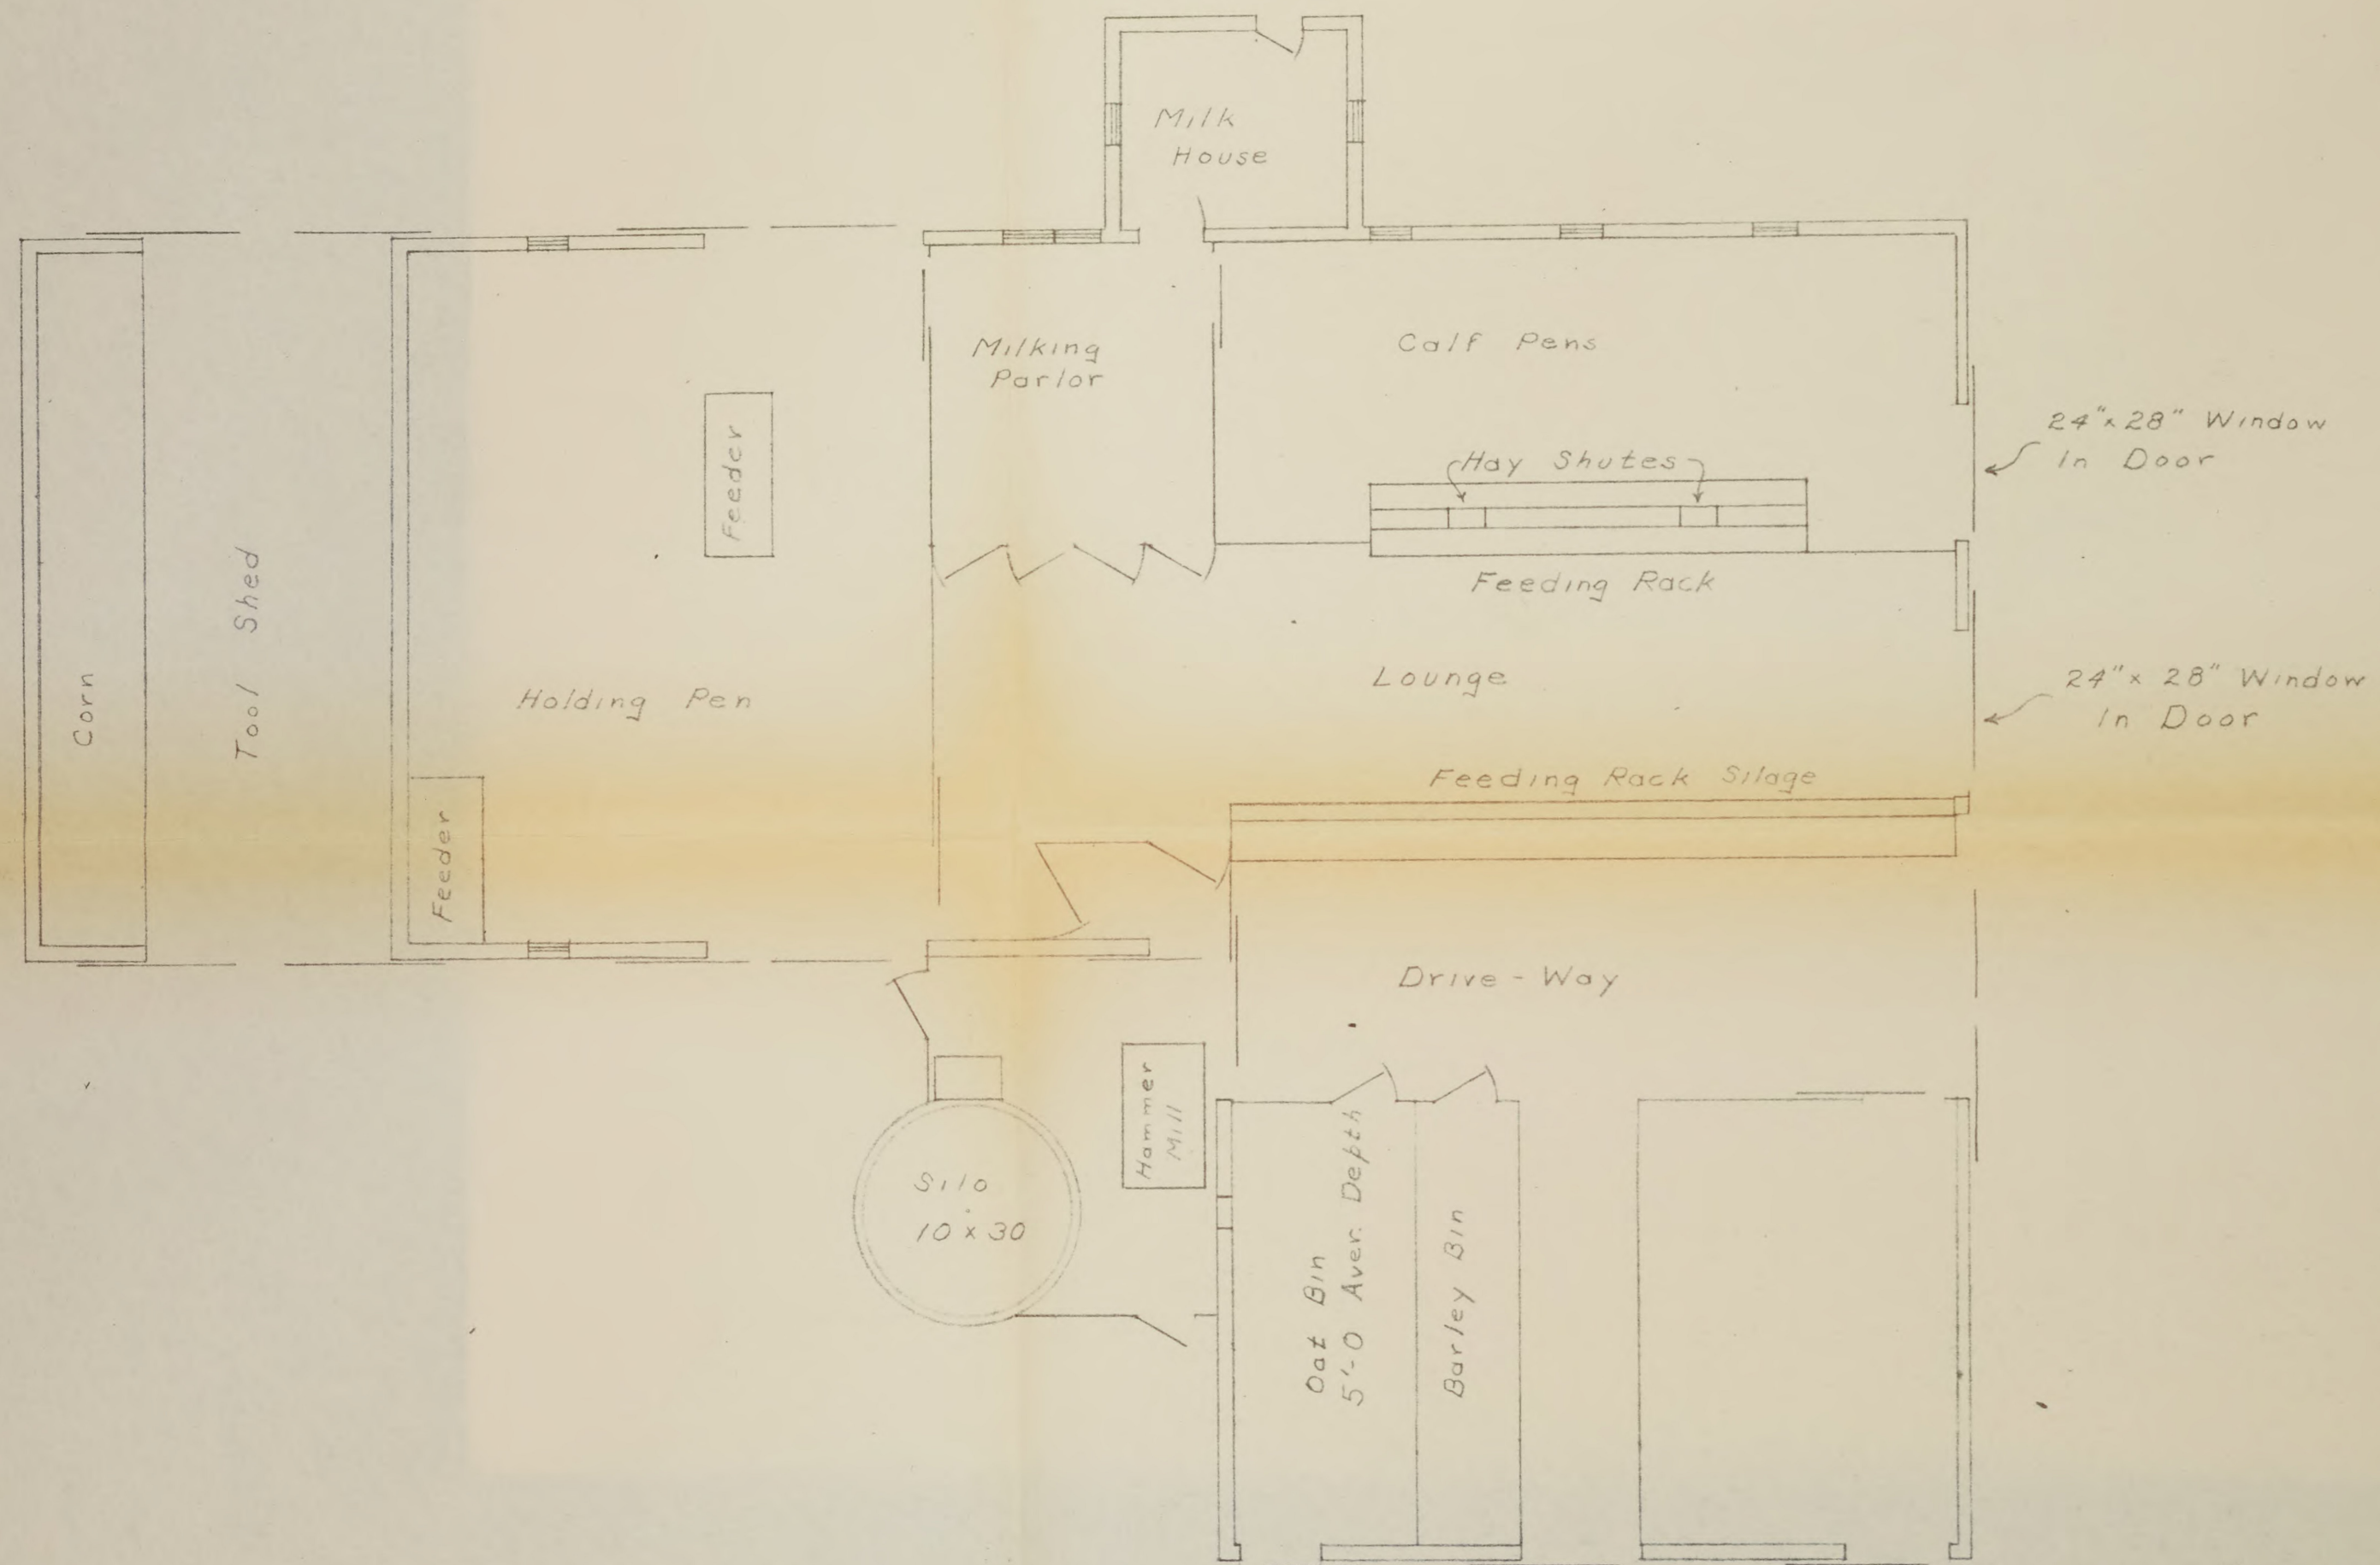 Milk
House
Milking
Parlor
Calf Pens
24"x 28" Window
In Door
Hay Shutes
Feeder
Feeding Rack
Tool Shed
Corn
Holding Pen
Lounge
24"x 28" Window
In Door
Feeding Rack Silage
Feeder
Drive-Way
Hammer
Mill
Silo
10 x 30
Oat Bin
5'-0 Aver. Depth
Barley Bin